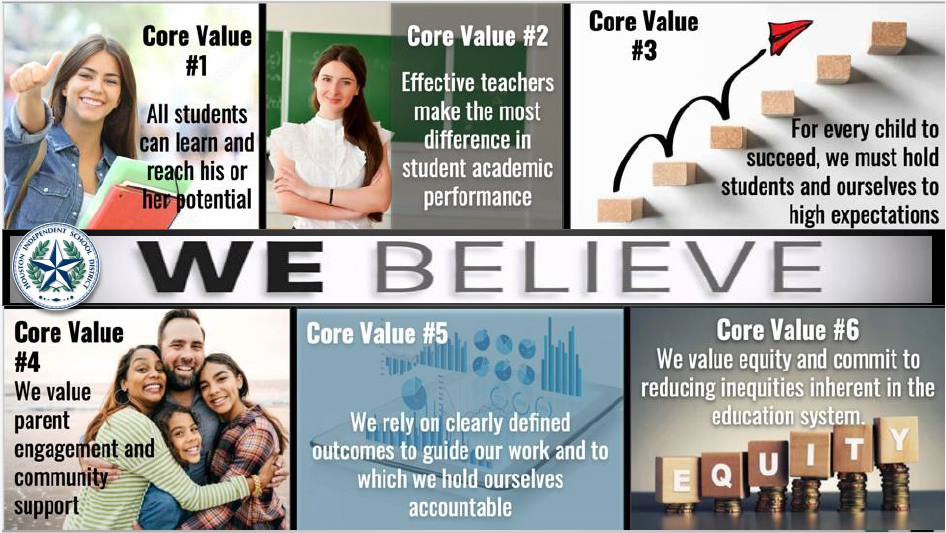 Core Value
#1
All students
can learn and
reach his or
her potential
Core Value #2
Effective teachers
make the most
difference in
student academic
performance
Core Value
#3
For every child to
succeed, we must hold
students and ourselves to
high expectations
HOUSTON INDEPENDENT SCHOOL DISTRICT
WE BELIEVE
Core Value
#4
We value
parent
engagement and
community
support
Core Value #5
We rely on clearly defined
outcomes to guide our work and to
which we hold ourselves
accountable
Core Value #6
We value equity and commit to
reducing inequities inherent in the
education system.
EQUITY